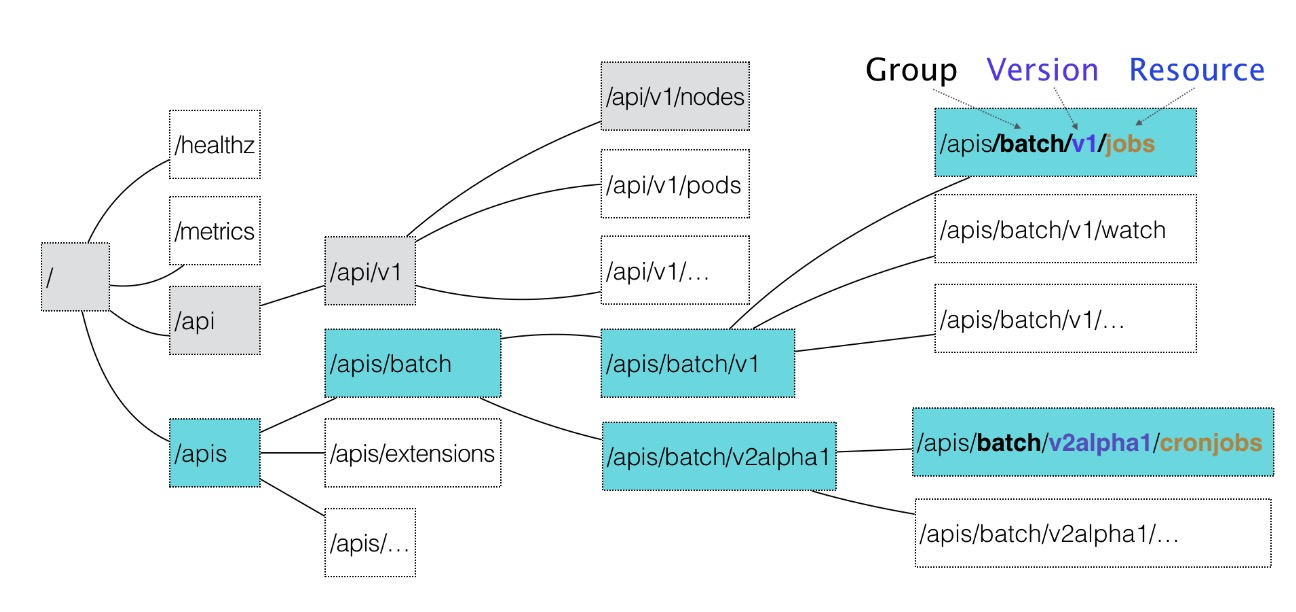 Group Version Resource
/api/v1/nodes
/healthz
/apis/batch/v1/jobs
/api/v1/pods
/metrics
/apis/batch/v1/watch
/
/api/v1
/api/v1/...
/api
/apis/batch/v1/...
/apis/batch
/apis/batch/v1
/apis
/apis/extensions
/apis/batch/v2alpha1
/apis/batch/v2alpha1/cronjobs
/apis/...
/apis/batch/v2alpha1/...